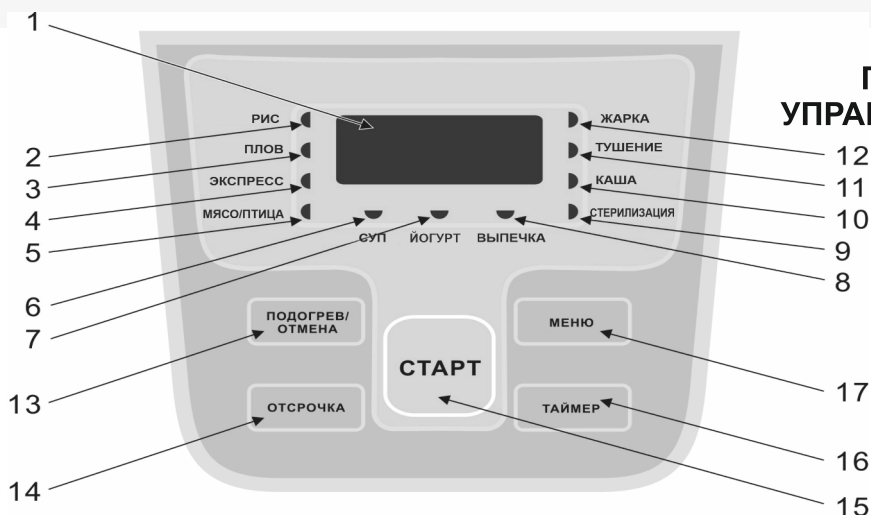 1
П
УПРАВ
РИС
ЖАРКА
2
12
ПЛОВ
ТУШЕНИЕ
3
11
ЭКСПРЕСС
КАША
4
10
МЯСО/ПТИЦА
СТЕРИЛИЗАЦИЯ
5
9
СУП ЙОГУРТ ВЫПЕЧКА
8
6
7
ПОДОГРЕВ/
ОТМЕНА
МЕНЮ
СТАРТ
13
17
ОТСРОЧКА
ТАЙМЕР
14
16
15